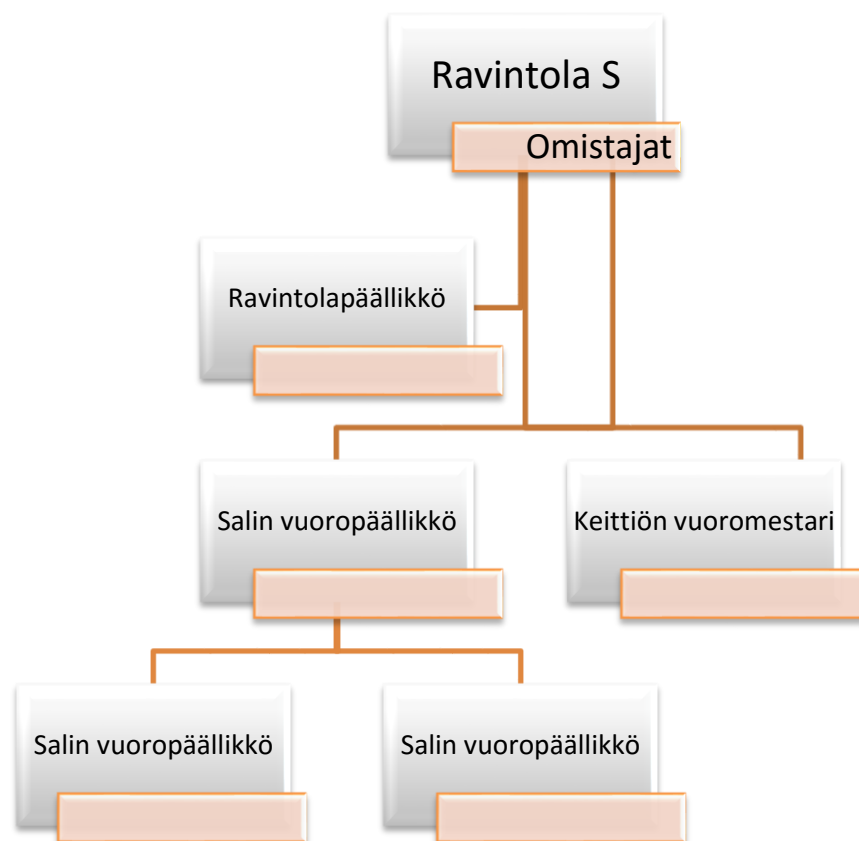 Ravintola S
Omistajat
Ravintolapäällikkö
Salin vuoropäällikkö
Keittiön vuoromestari
Salin vuoropäällikkö
Salin vuoropäällikkö